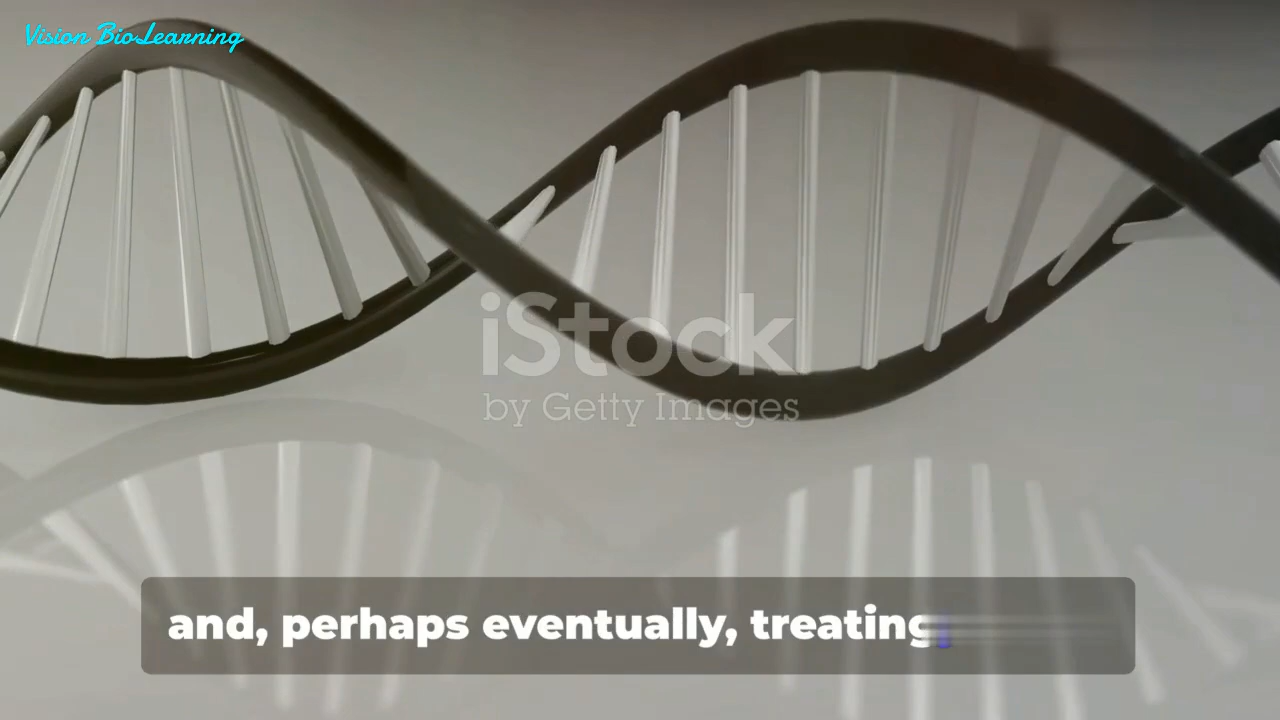 Vision BioLearning
iStock
by Getty Images
and, perhaps eventually, treating